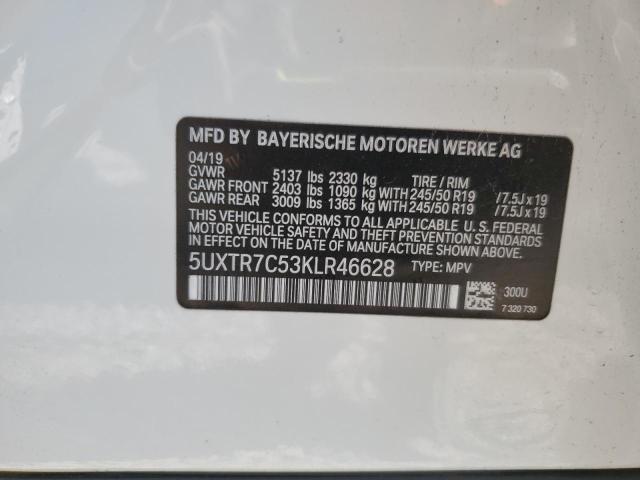 MFD BY BAYERISCHE MOTOREN WERKE AG
04/19
GVWR 5137 lbs 2330 kg TIRE / RIM
GAWR FRONT 2403 lbs 1090 kg WITH 245/50 R19 / 7.5J x 19
GAWR REAR 3009 lbs 1365 kg WITH 245/50 R19 / 7.5J x 19
THIS VEHICLE CONFORMS TO ALL APPLICABLE U. S. FEDERAL
MOTOR VEHICLE SAFETY, BUMPER, AND THEFT PREVENTION
STANDARDS IN EFFECT ON THE DATE OF MANUFACTURE SHOWN ABOVE.
5UXTR7C53KLR46628 TYPE: MPV
300U
7 320 730